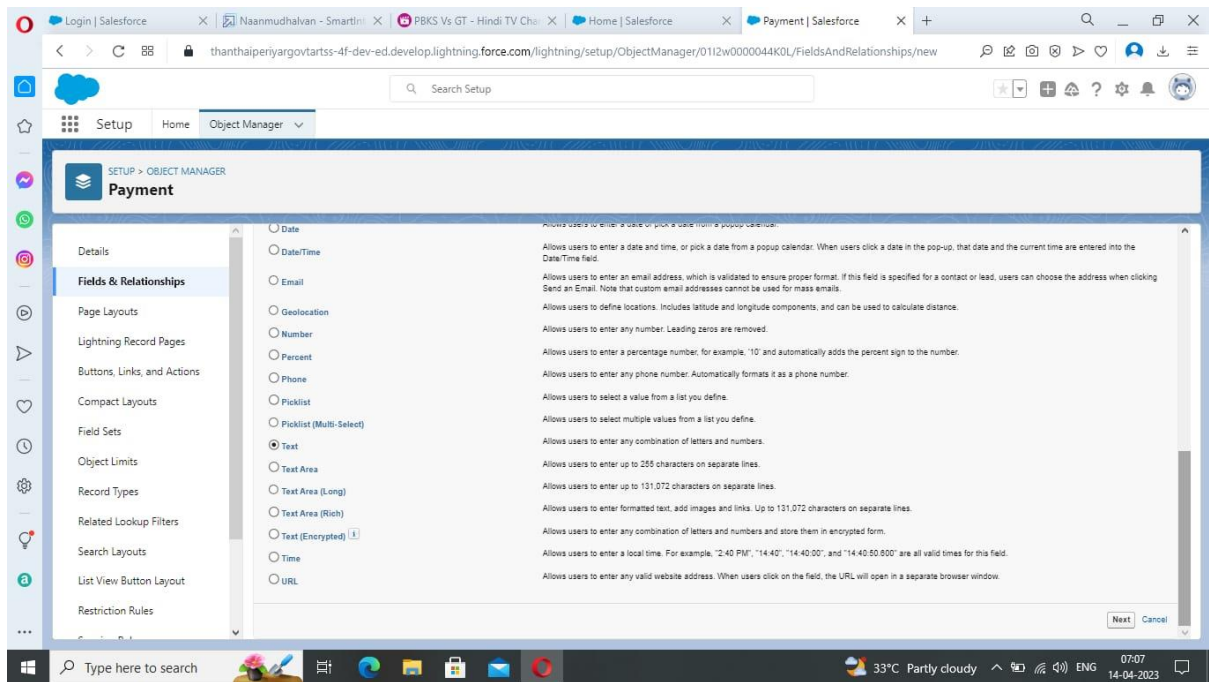 Login | Salesforce
Naanmudhalvan - SmartInt
PBKS Vs GT - Hindi TV Cha
Home | Salesforce
Payment | Salesforce
thanthaiperiyargovtartss-4f-dev-ed.develop.lightning.force.com/lightning/setup/ObjectManager/01I2w0000044K0L/FieldsAndRelationships/new
Search Setup
Setup Home Object Manager
SETUP > OBJECT MANAGER
Payment
Details
Fields & Relationships
Page Layouts
Lightning Record Pages
Buttons, Links, and Actions
Compact Layouts
Field Sets
Object Limits
Record Types
Related Lookup Filters
Search Layouts
List View Button Layout
Restriction Rules
Date Allows users to enter a date or pick a date from a popup calendar.
Date/Time Allows users to enter a date and time, or pick a date from a popup calendar. When users click a date in the pop-up, that date and the current time are entered into the
Date/Time field.
Email Allows users to enter an email address, which is validated to ensure proper format. If this field is specified for a contact or lead, users can choose the address when clicking
Send an Email. Note that custom email addresses cannot be used for mass emails.
Geolocation Allows users to define locations. Includes latitude and longitude components, and can be used to calculate distance.
Number Allows users to enter any number. Leading zeros are removed.
Percent Allows users to enter a percentage number, for example, '10' and automatically adds the percent sign to the number.
Phone Allows users to enter any phone number. Automatically formats it as a phone number.
Picklist Allows users to select a value from a list you define.
Picklist (Multi-Select) Allows users to select multiple values from a list you define.
Text Allows users to enter any combination of letters and numbers.
Text Area Allows users to enter up to 255 characters on separate lines.
Text Area (Long) Allows users to enter up to 131,072 characters on separate lines.
Text Area (Rich) Allows users to enter formatted text, add images and links. Up to 131,072 characters on separate lines.
Text (Encrypted) i Allows users to enter any combination of letters and numbers and store them in encrypted form.
Time Allows users to enter a local time. For example, "2:40 PM", "14:40", "14:40:00", and "14:40:50.600" are all valid times for this field.
URL Allows users to enter any valid website address. When users click on the field, the URL will open in a separate browser window.
Next Cancel
Type here to search
33°C Partly cloudy
ENG
07:07
14-04-2023